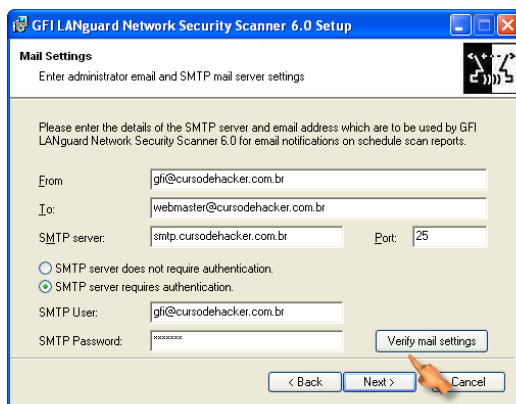 GFI LANguard Network Security Scanner 6.0 Setup
Mail Settings
Enter administrator email and SMTP mail server settings
Please enter the details of the SMTP server and email address which are to be used by GFI
LANguard Network Security Scanner 6.0 for email notifications on schedule scan reports.
From gfi@cursodehacker.com.br
To: webmaster@cursodehacker.com.br
SMTP server: smtp.cursodehacker.com.br Port: 25
SMTP server does not require authentication.
SMTP server requires authentication.
SMTP User: gfi@cursodehacker.com.br
SMTP Password: xxxxxxx Verify mail settings
< Back Next > Cancel